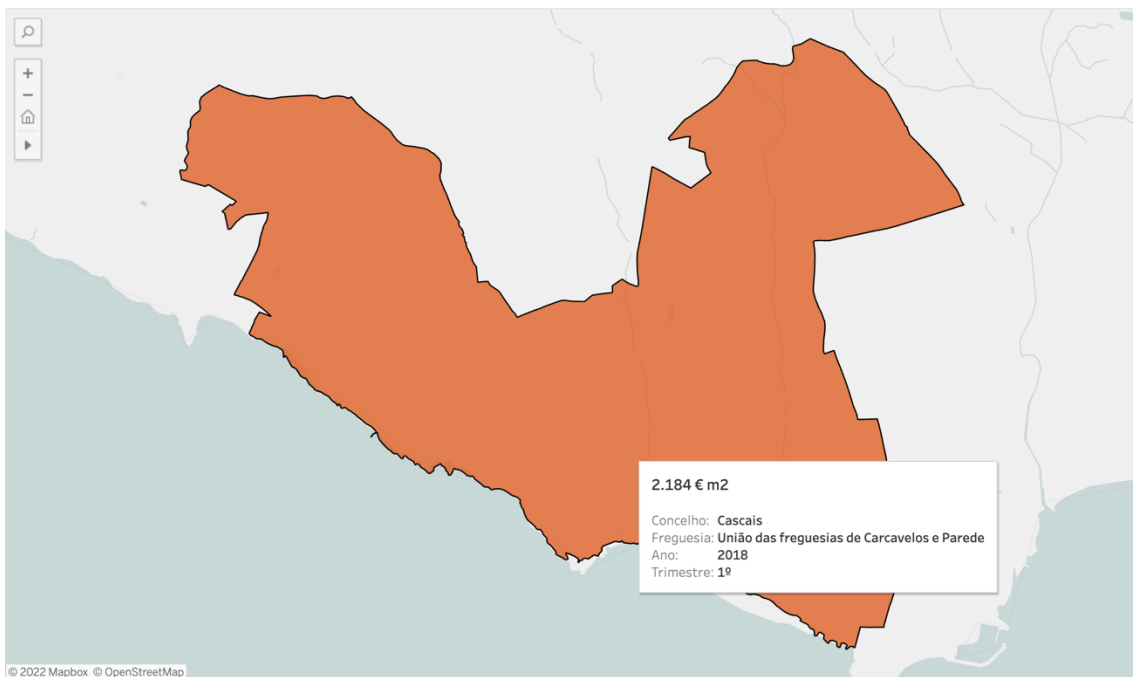 2.184 € m2
Concelho: Cascais
Freguesia: União das freguesias de Carcavelos e Parede
Ano: 2018
Trimestre: 1º
© 2022 Mapbox © OpenStreetMap